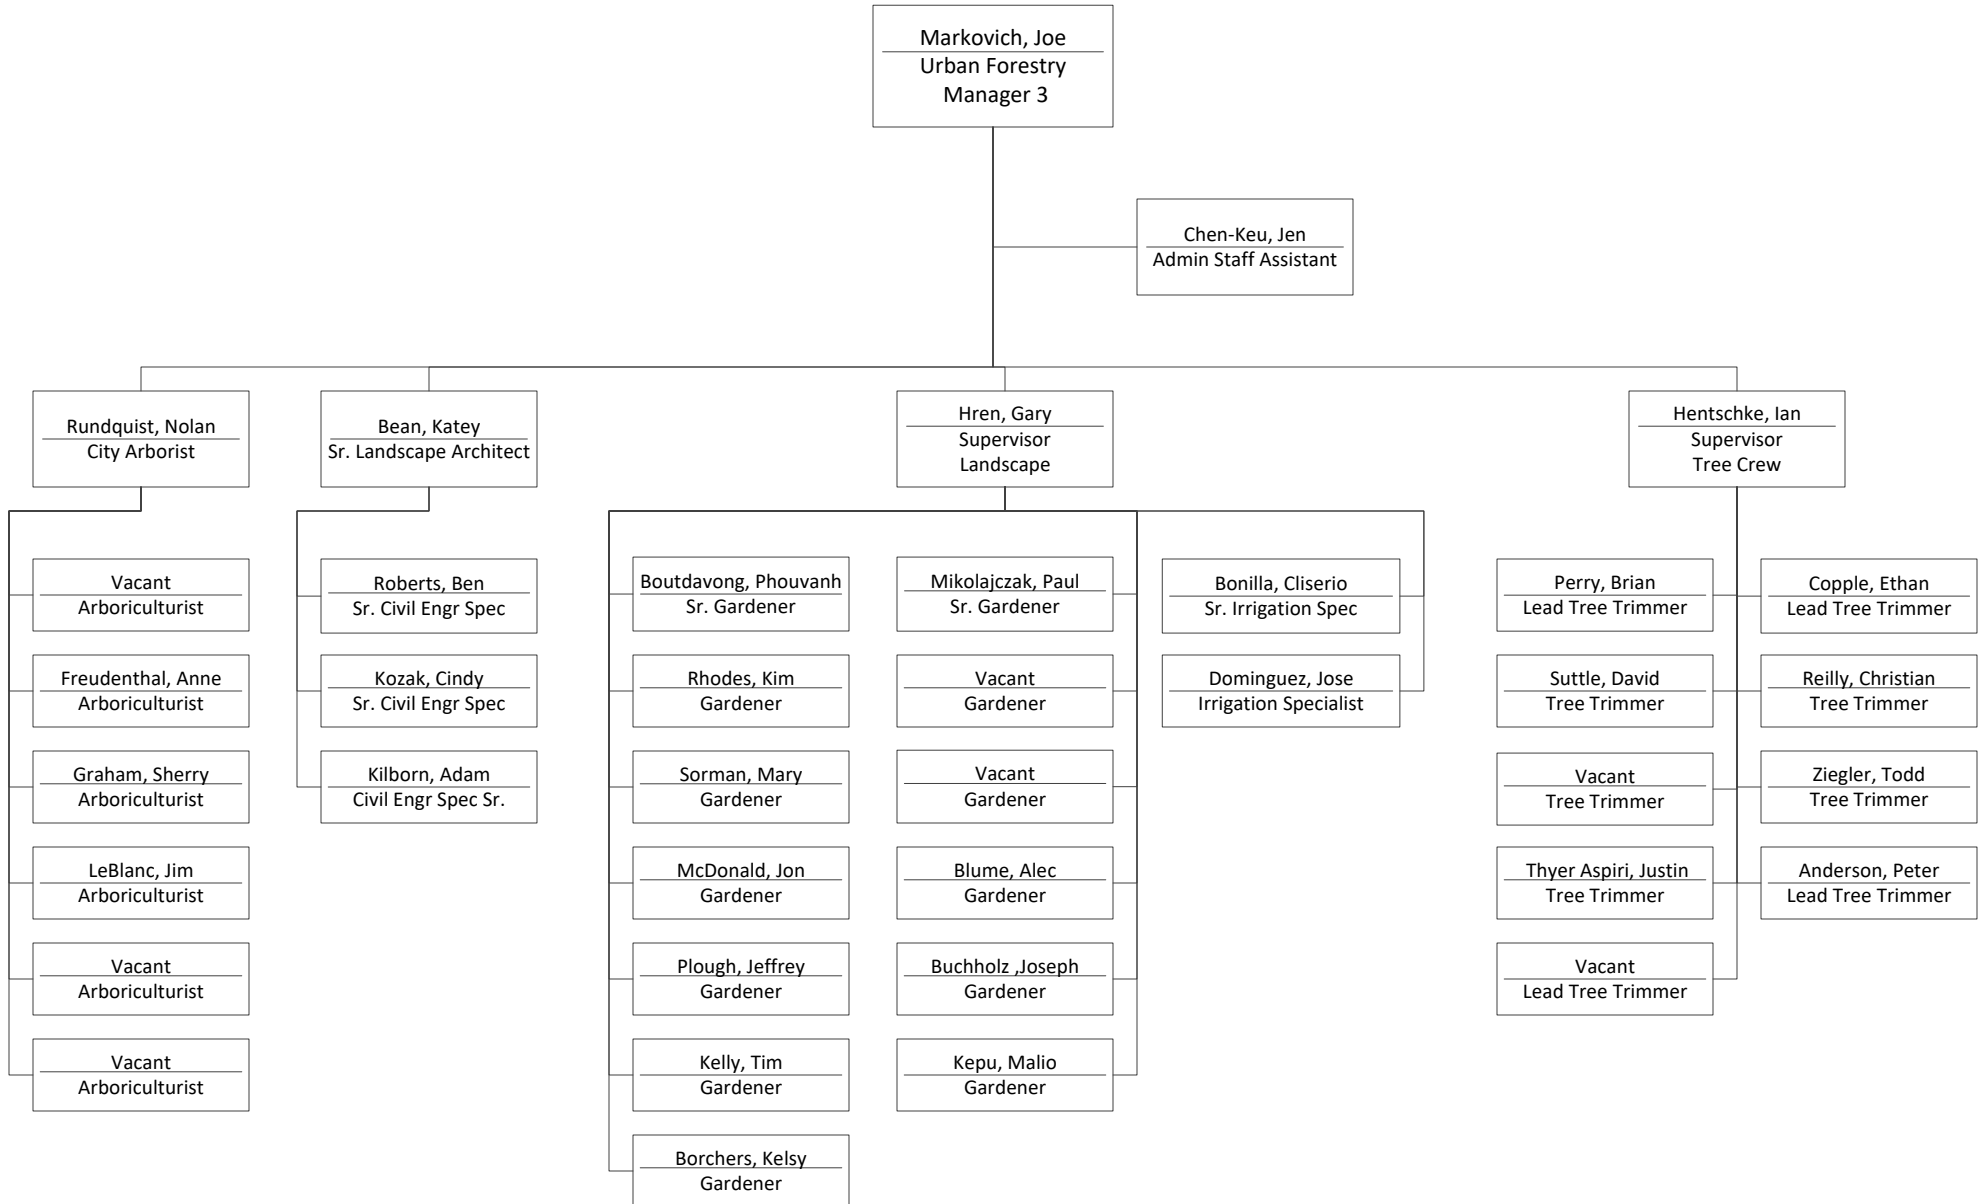 Markovich, Joe
Urban Forestry
Manager 3
Chen-Keu, Jen
Admin Staff Assistant
Rundquist, Nolan
City Arborist
Bean, Katey
Sr. Landscape Architect
Hren, Gary
Supervisor
Landscape
Hentschke, Ian
Supervisor
Tree Crew
Vacant
Arboriculturist
Freudenthal, Anne
Arboriculturist
Graham, Sherry
Arboriculturist
LeBlanc, Jim
Arboriculturist
Vacant
Arboriculturist
Vacant
Arboriculturist
Roberts, Ben
Sr. Civil Engr Spec
Kozak, Cindy
Sr. Civil Engr Spec
Kilborn, Adam
Civil Engr Spec Sr.
Boutdavong, Phouvanh
Sr. Gardener
Rhodes, Kim
Gardener
Sorman, Mary
Gardener
McDonald, Jon
Gardener
Plough, Jeffrey
Gardener
Kelly, Tim
Gardener
Borchers, Kelsy
Gardener
Mikolajczak, Paul
Sr. Gardener
Vacant
Gardener
Vacant
Gardener
Blume, Alec
Gardener
Buchholz ,Joseph
Gardener
Kepu, Malio
Gardener
Bonilla, Cliserio
Sr. Irrigation Spec
Dominguez, Jose
Irrigation Specialist
Perry, Brian
Lead Tree Trimmer
Suttle, David
Tree Trimmer
Vacant
Tree Trimmer
Thyer Aspiri, Justin
Tree Trimmer
Vacant
Lead Tree Trimmer
Copple, Ethan
Lead Tree Trimmer
Reilly, Christian
Tree Trimmer
Ziegler, Todd
Tree Trimmer
Anderson, Peter
Lead Tree Trimmer